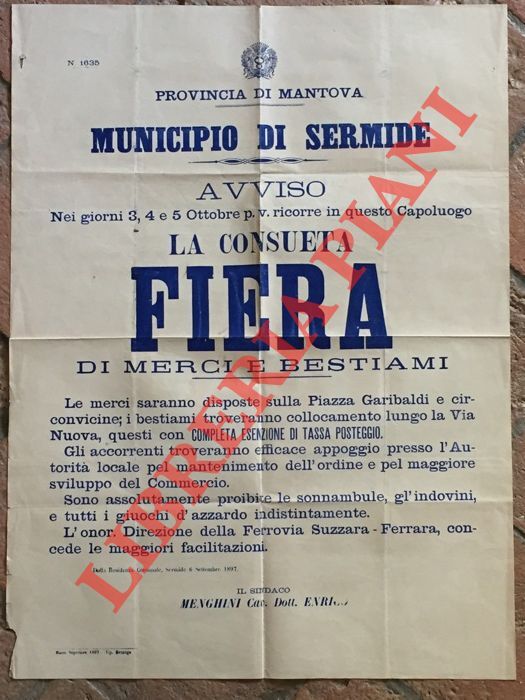 N 1635
PROVINCIA DI MANTOVA
MUNICIPIO DI SERMIDE
AVVISO
Nei giorni 3, 4 e 5 Ottobre p. v. ricorre in questo Capoluogo
LA CONSUETA
FIERA
DI MERCI E BESTIAMI
Le merci saranno disposte sulla Piazza Garibaldi e cir-
convicine; i bestiami troveranno collocamento lungo la Via
Nuova, questi con COMPLETA ESENZIONE DI TASSA POSTEGGIO.
Gli accorrenti troveranno efficace appoggio presso l'Au-
torità locale pel mantenimento dell'ordine e pel maggiore
sviluppo del Commercio.
Sono assolutamente proibite le sonnambule, gl'indovini,
e tutti i giuochi d'azzardo indistintamente.
L'onor. Direzione della Ferrovia Suzzara - Ferrara, con-
cede le maggiori facilitazioni.
Dalla Residenza Comunale, Sermide 6 Settembre 1897.
IL SINDACO
MENGHINI Cav. Dott. ENRICO
Superiore 1897. Tip.
LIBRERIA PIANI